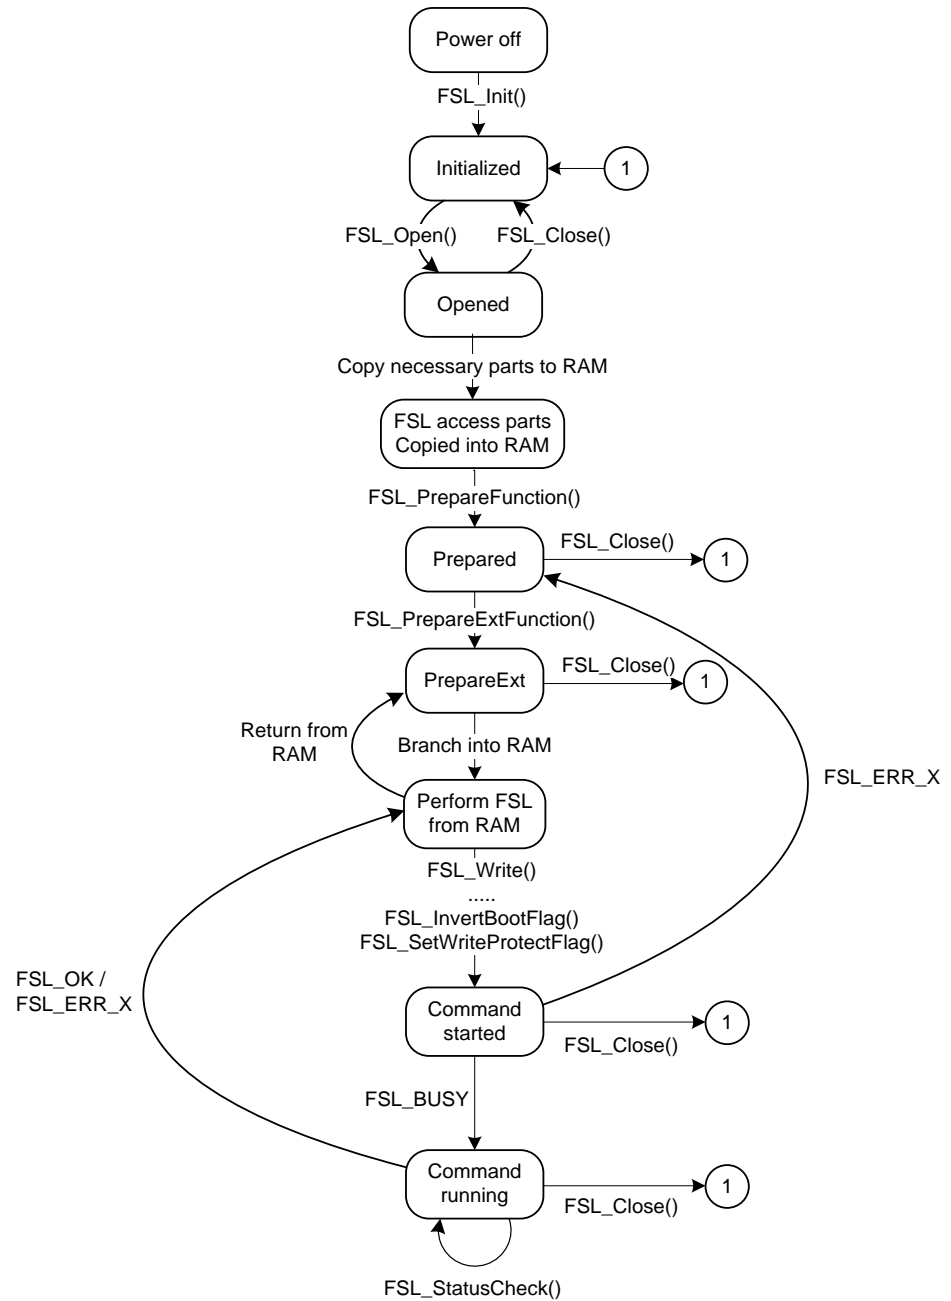 Power off
FSL_Init()
Initialized
1
FSL_Open()
FSL_Close()
Opened
Copy necessary parts to RAM
FSL access parts
Copied into RAM
FSL_PrepareFunction()
Prepared
FSL_Close()
1
FSL_PrepareExtFunction()
PrepareExt
FSL_Close()
1
Return from
RAM
Branch into RAM
FSL_ERR_X
Perform FSL
from RAM
FSL_Write()
.....
FSL_InvertBootFlag()
FSL_SetWriteProtectFlag()
FSL_OK /
FSL_ERR_X
Command
started
1
FSL_Close()
FSL_BUSY
Command
running
1
FSL_Close()
FSL_StatusCheck()